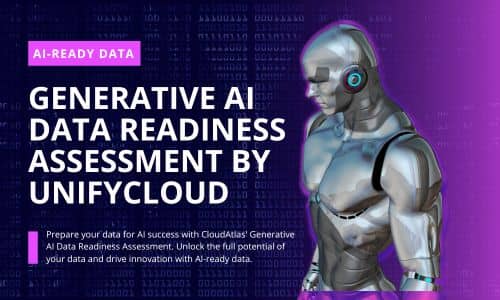 AI-READY DATA
GENERATIVE AI
DATA READINESS
ASSESSMENT BY
UNIFYCLOUD
Prepare your data for AI success with CloudAtlas' Generative
AI Data Readiness Assessment. Unlock the full potential of
your data and drive innovation with AI-ready data.